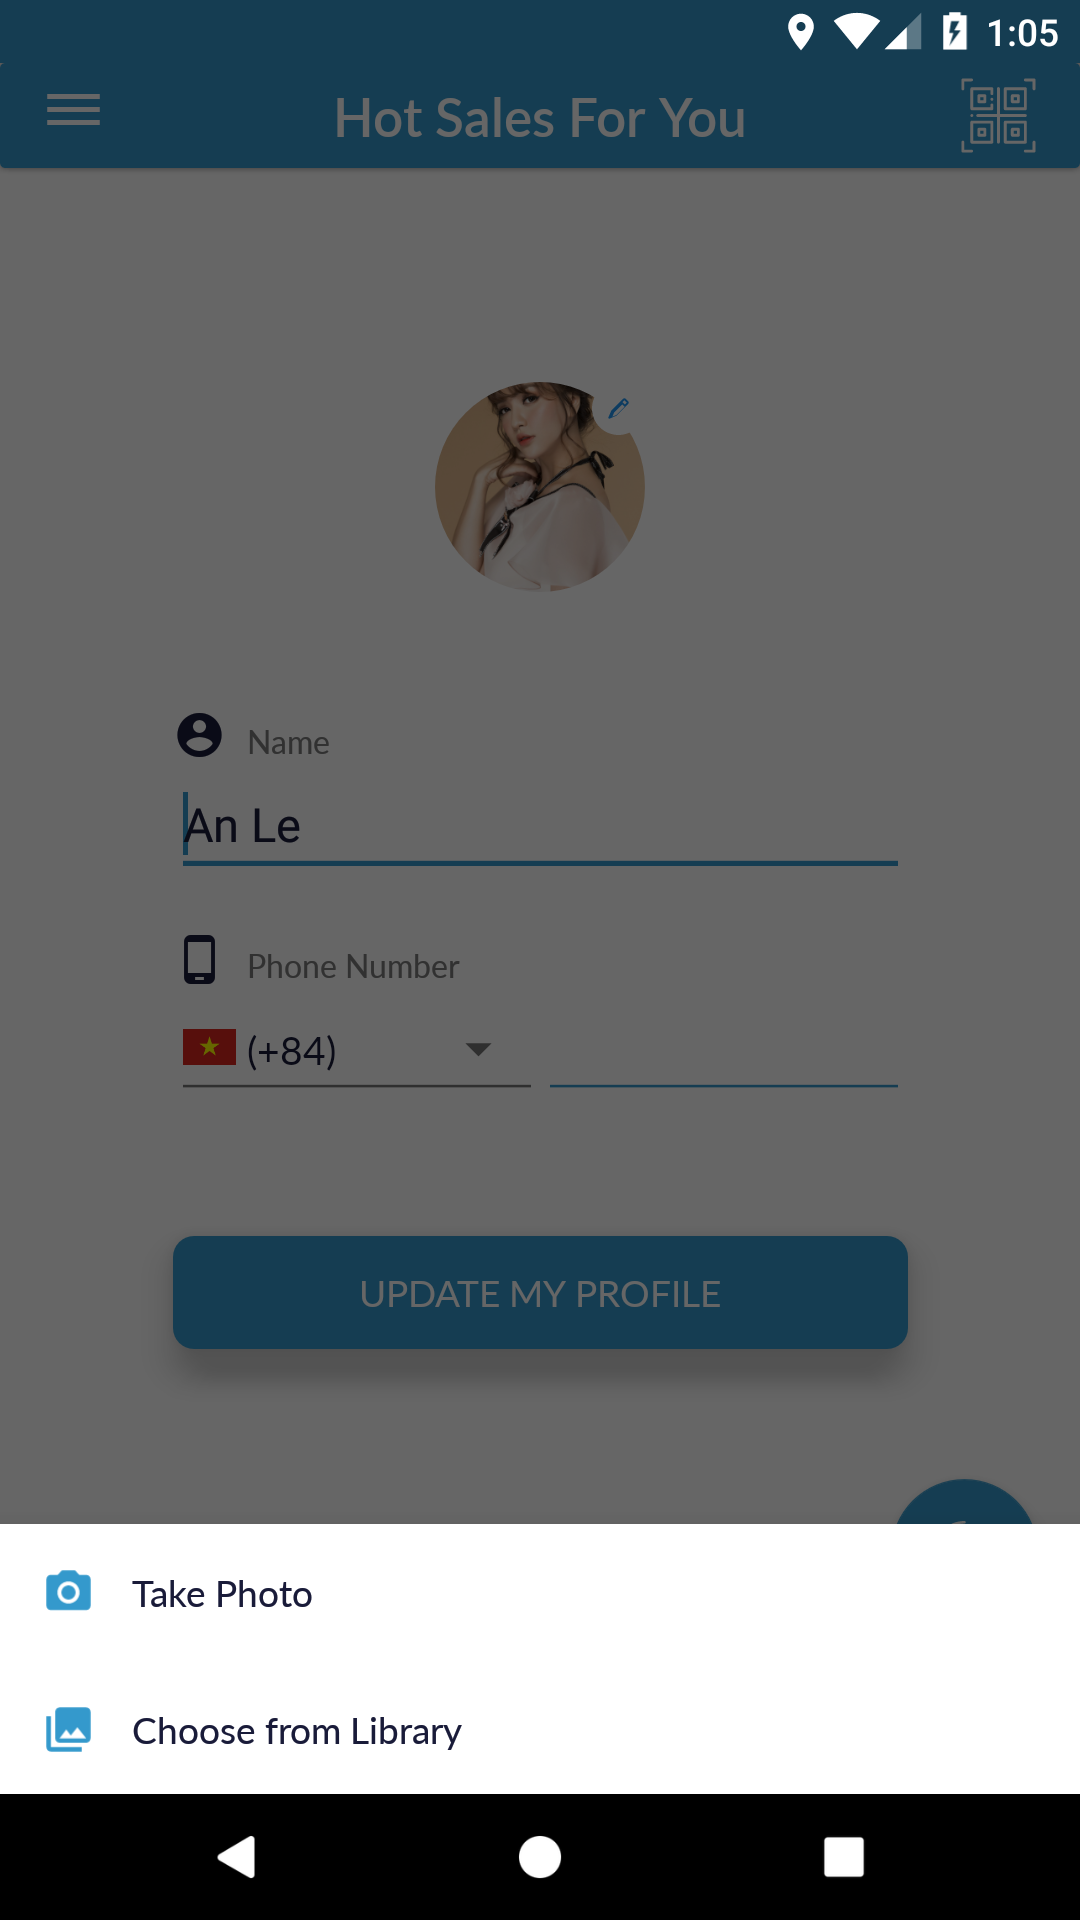 1:05
Hot Sales For You
Name
An Le
Phone Number
(+84)
UPDATE MY PROFILE
Take Photo
Choose from Library